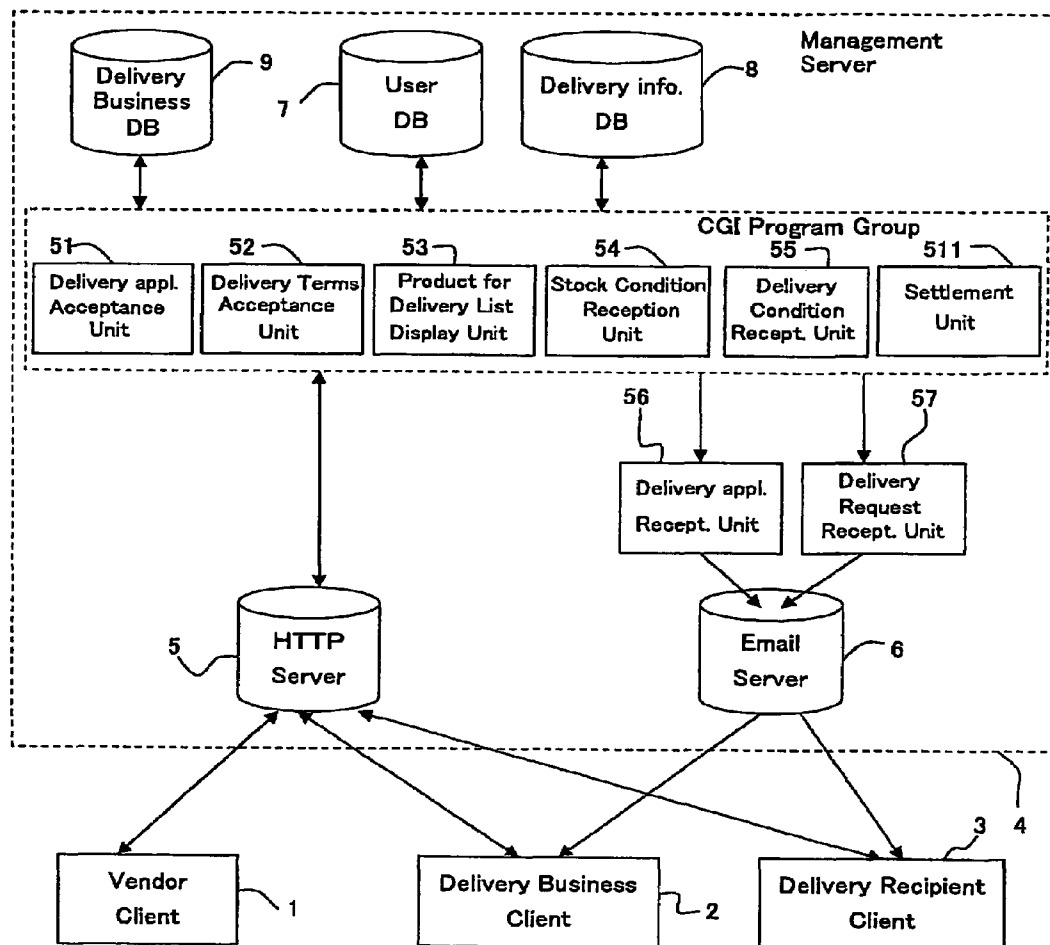 Management
Server
Delivery
Business
DB
9
User
DB
7
Delivery info.
DB
8
CGI Program Group
51
Delivery appl.
Acceptance
Unit
52
Delivery Terms
Acceptance
Unit
53
Product for
Delivery List
Display Unit
54
Stock Condition
Reception
Unit
55
Delivery
Condition
Recept. Unit
511
Settlement
Unit
56
Delivery appl.
Recept. Unit
57
Delivery
Request
Recept. Unit
5
HTTP
Server
Email
Server
6
4
Vendor
Client
1
Delivery Business
Client
2
3
Delivery Recipient
Client